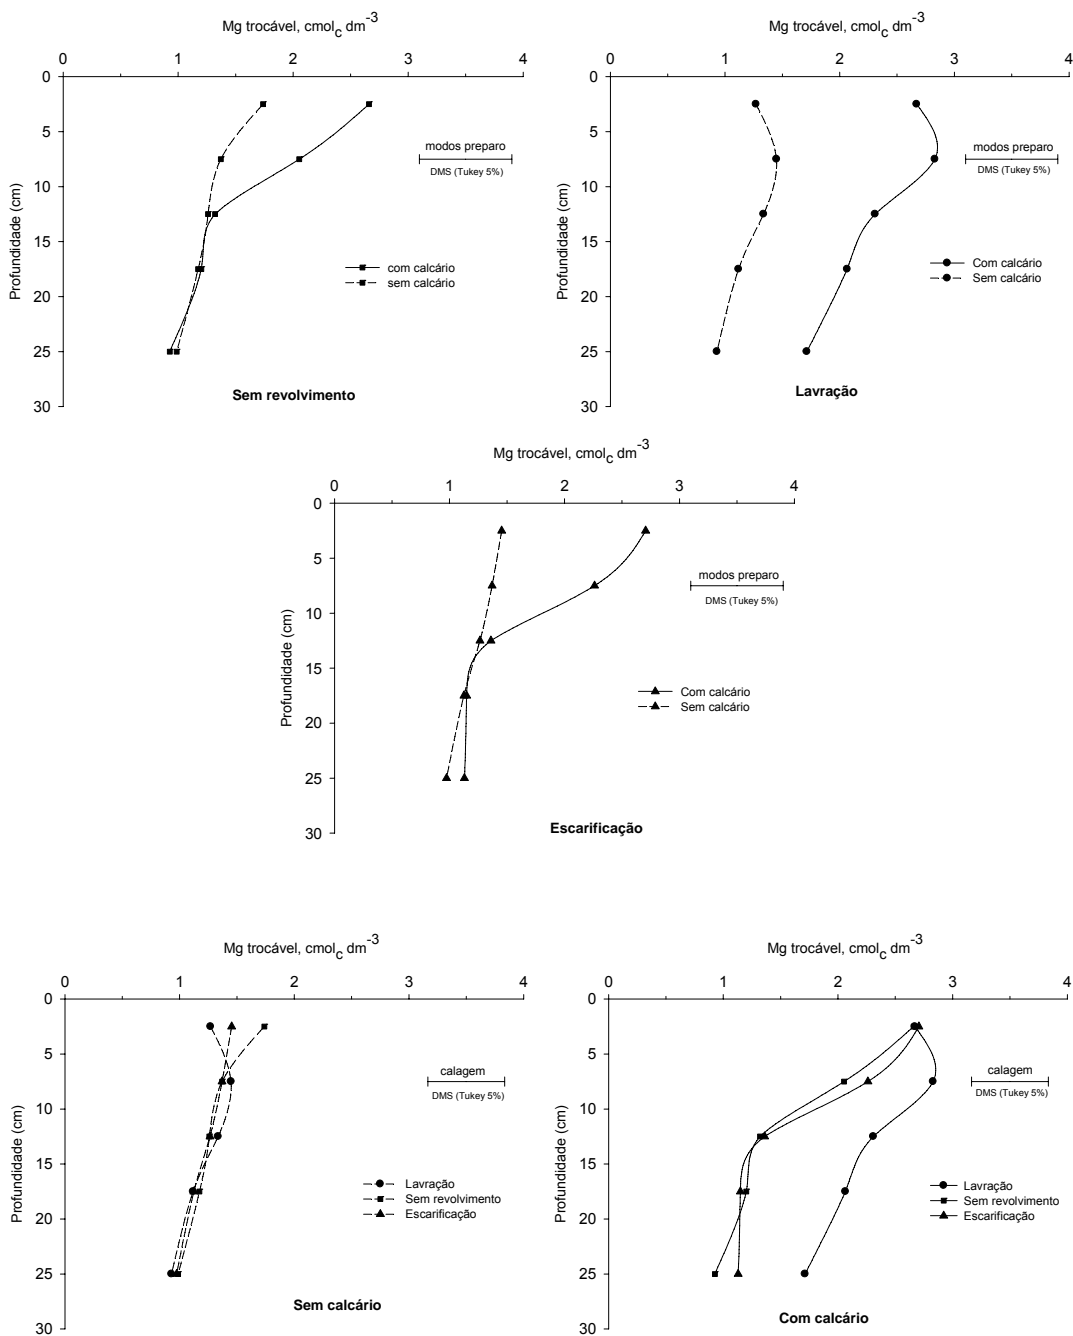 Mg trocável, cmolc dm-3
0 1 2 3 4
0
5
10
15
20
25
30
Profundidade (cm)
modos preparo
DMS (Tukey 5%)
com calcário
sem calcário
Sem revolvimento
Mg trocável, cmolc dm-3
0 1 2 3 4
0
5
10
15
20
25
30
Profundidade (cm)
modos preparo
DMS (Tukey 5%)
Com calcário
Sem calcário
Lavração
Mg trocável, cmolc dm-3
0 1 2 3 4
0
5
10
15
20
25
30
Profundidade (cm)
modos preparo
DMS (Tukey 5%)
Com calcário
Sem calcário
Escarificação
Mg trocável, cmolc dm-3
0 1 2 3 4
0
5
10
15
20
25
30
Profundidade (cm)
calagem
DMS (Tukey 5%)
Lavração
Sem revolvimento
Escarificação
Sem calcário
Mg trocável, cmolc dm-3
0 1 2 3 4
0
5
10
15
20
25
30
Profundidade (cm)
calagem
DMS (Tukey 5%)
Lavração
Sem revolvimento
Escarificação
Com calcário